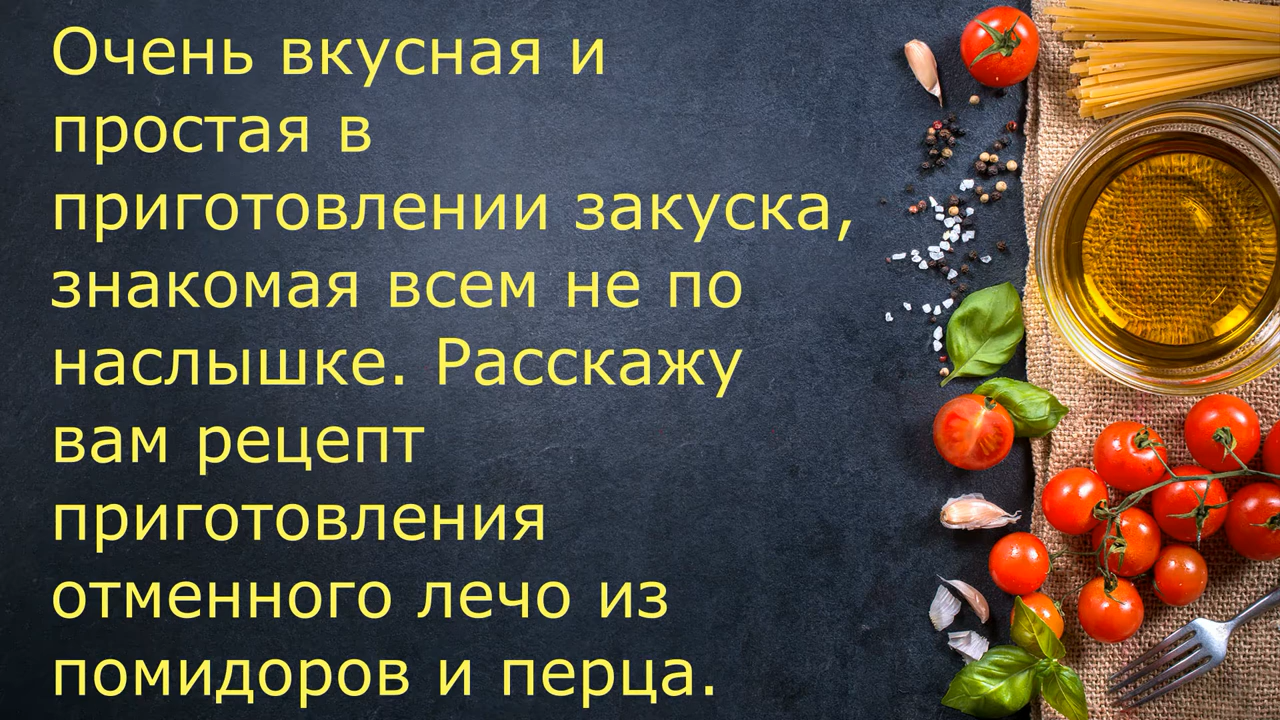 Очень вкусная и
простая в
приготовлении закуска,
знакомая всем не по
наслышке. Расскажу
вам рецепт
приготовления
отменного лечо из
помидоров и перца.